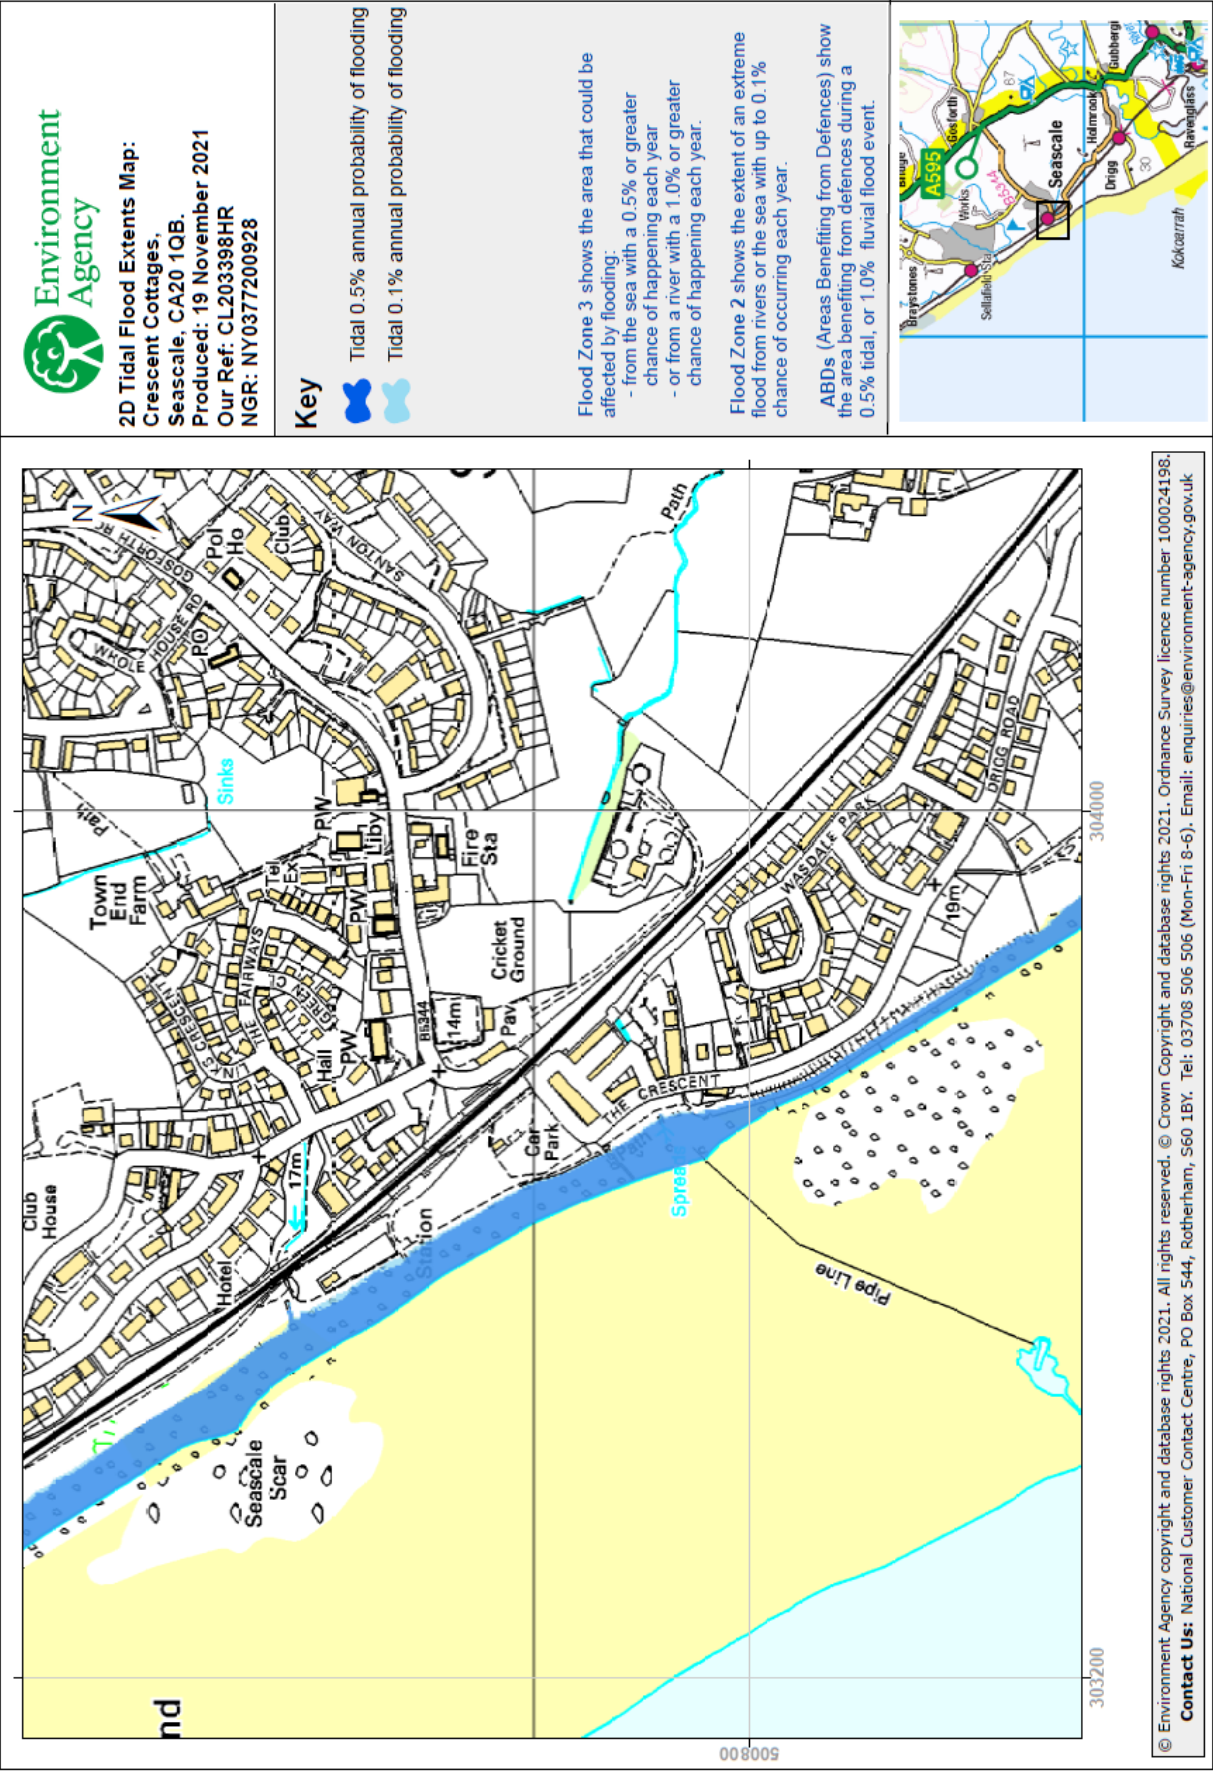 Environment
Agency
2D Tidal Flood Extents Map:
Crescent Cottages,
Seascale, CA20 1QB.
Produced: 19 November 2021
Our Ref: CL203398HR
NGR: NY0377200928
Key
Tidal 0.5% annual probability of flooding
Tidal 0.1% annual probability of flooding
Flood Zone 3 shows the area that could be
affected by flooding:
- from the sea with a 0.5% or greater
chance of happening each year
- or from a river with a 1.0% or greater
chance of happening each year.
Flood Zone 2 shows the extent of an extreme
flood from rivers or the sea with up to 0.1%
chance of occurring each year.
ABDs (Areas Benefiting from Defences) show
the area benefiting from defences during a
0.5% tidal, or 1.0% fluvial flood event.
Braystones
Sellafield Sta
Works
A595
Gosforth
B5344
67
Seascale
Holmrook
Drigg
30
Ravenglass
Kokoarrah
N
nd
Club
House
Town
End
Farm
Path
Sinks
WHOLE HOUSE RD
PO
GOSFORTH RD
Pol
Ho
Club
SANTON WAY
LINKS CRESCENT
THE FAIRWAYS
GREEN CL
Tel
Ex
Hotel
17m
Hall
PW
PW
Liby
PW
B5344
14m
Fire
Sta
Pav
Cricket
Ground
Station
Seascale
Scar
Car
Park
THE CRESCENT
Path
Spreads
Path
Pipe Line
WASDALE PARK
19m
DRIGG ROAD
303200
304000
500800
© Environment Agency copyright and database rights 2021. All rights reserved. © Crown Copyright and database rights 2021. Ordnance Survey licence number 100024198.
Contact Us: National Customer Contact Centre, PO Box 544, Rotherham, S60 1BY. Tel: 03708 506 506 (Mon-Fri 8-6). Email: enquiries@environment-agency.gov.uk